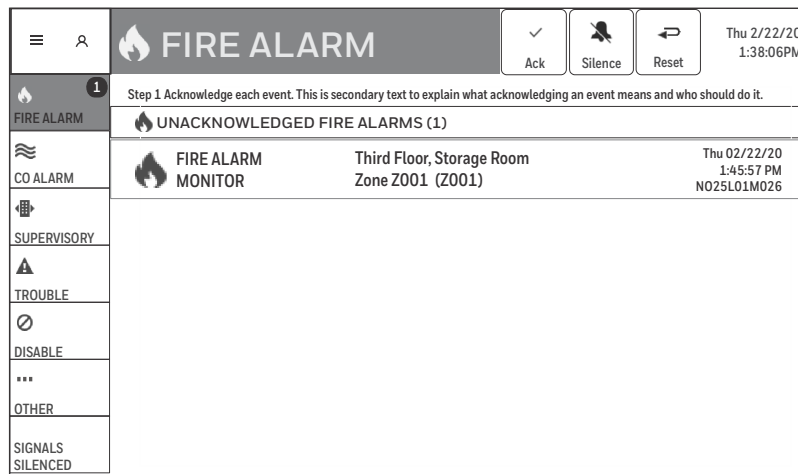 FIRE ALARM
Ack
Silence
Reset
Thu 2/22/20
1:38:06PM
1
FIRE ALARM
CO ALARM
SUPERVISORY
TROUBLE
DISABLE
OTHER
SIGNALS
SILENCED
Step 1 Acknowledge each event. This is secondary text to explain what acknowledging an event means and who should do it.
UNACKNOWLEDGED FIRE ALARMS (1)
FIRE ALARM
MONITOR
Third Floor, Storage Room
Zone Z001 (Z001)
Thu 02/22/20
1:45:57 PM
N025L01M026